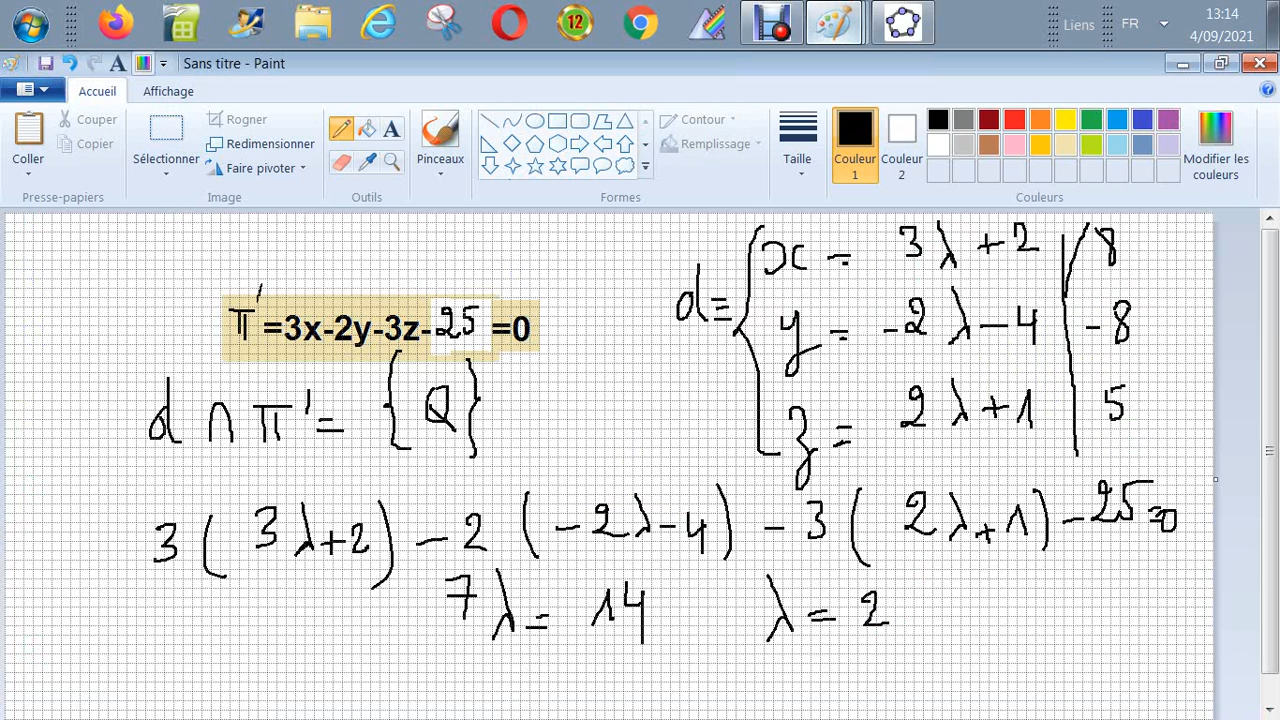 13:14
Liens FR
4/09/2021
Sans titre - Paint
Accueil Affichage
Couper
Copier
Coller
Presse-papiers
Sélectionner
Rogner
Redimensionner
Faire pivoter
Image
Outils
Pinceaux
Contour
Remplissage
Formes
Taille
Couleur 1
Couleur 2
Modifier les couleurs
Couleurs
π'=3x-2y-3z-25=0
d ∩ π' = {Q}
d = { x = 3λ+2 | 8
y = -2λ-4 | -8
z = 2λ+1 | 5
3(3λ+2) - 2(-2λ-4) - 3(2λ+1) - 25=0
7λ = 14 λ = 2